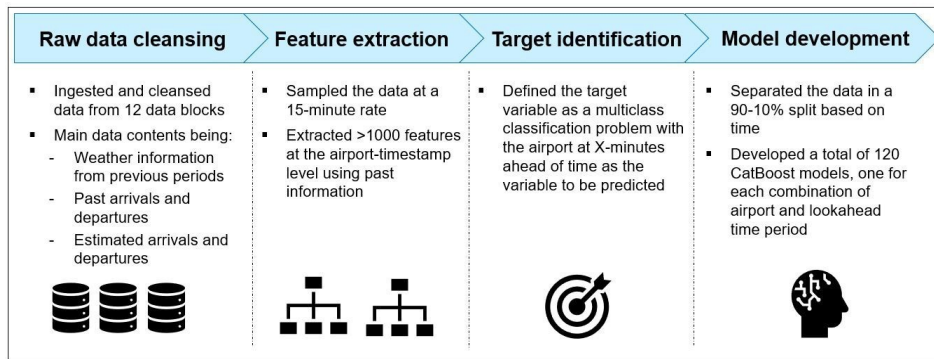 Raw data cleansing
Feature extraction
Target identification
Model development
▪ Ingested and cleansed
data from 12 data blocks
▪ Main data contents being:
- Weather information
from previous periods
- Past arrivals and
departures
- Estimated arrivals and
departures
▪ Sampled the data at a
15-minute rate
▪ Extracted >1000 features
at the airport-timestamp
level using past
information
▪ Defined the target
variable as a multiclass
classification problem with
the airport at X-minutes
ahead of time as the
variable to be predicted
▪ Separated the data in a
90-10% split based on
time
▪ Developed a total of 120
CatBoost models, one for
each combination of
airport and lookahead
time period